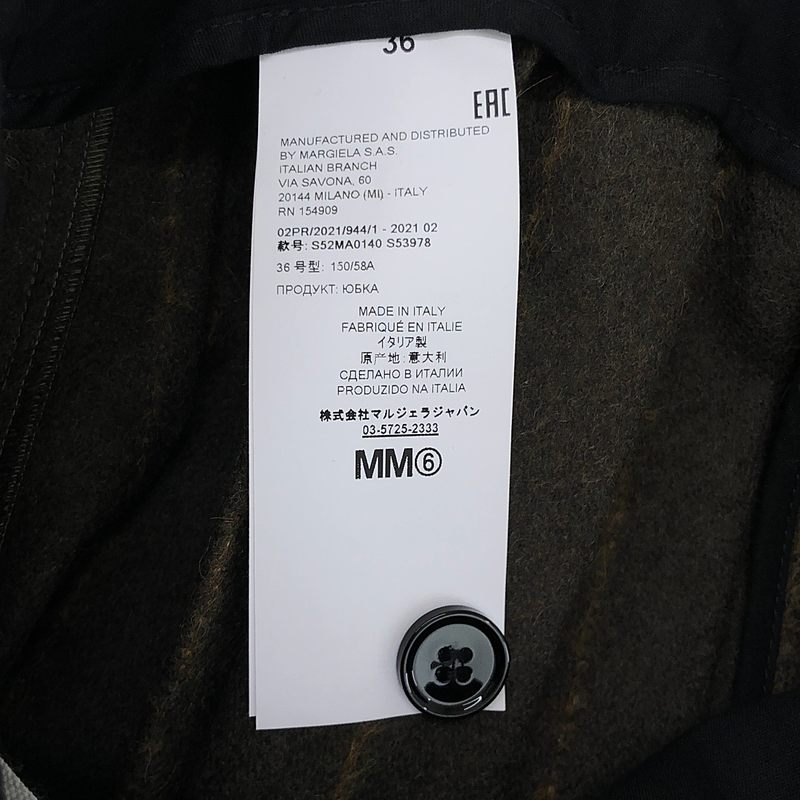 36
EAC
MANUFACTURED AND DISTRIBUTED
BY MARGIELA S.A.S.
ITALIAN BRANCH
VIA SAVONA, 60
20144 MILANO (MI) - ITALY
RN 154909
02PR/2021/944/1 - 2021 02
款号: S52MA0140 S53978
36 号型: 150/58A
ПРОДУКТ: ЮБКА
MADE IN ITALY
FABRIQUÉ EN ITALIE
イタリア製
原产地:意大利
СДЕЛАНО В ИТАЛИИ
PRODUZIDO NA ITALIA
株式会社マルジェラジャパン
03-5725-2333
MM⑥